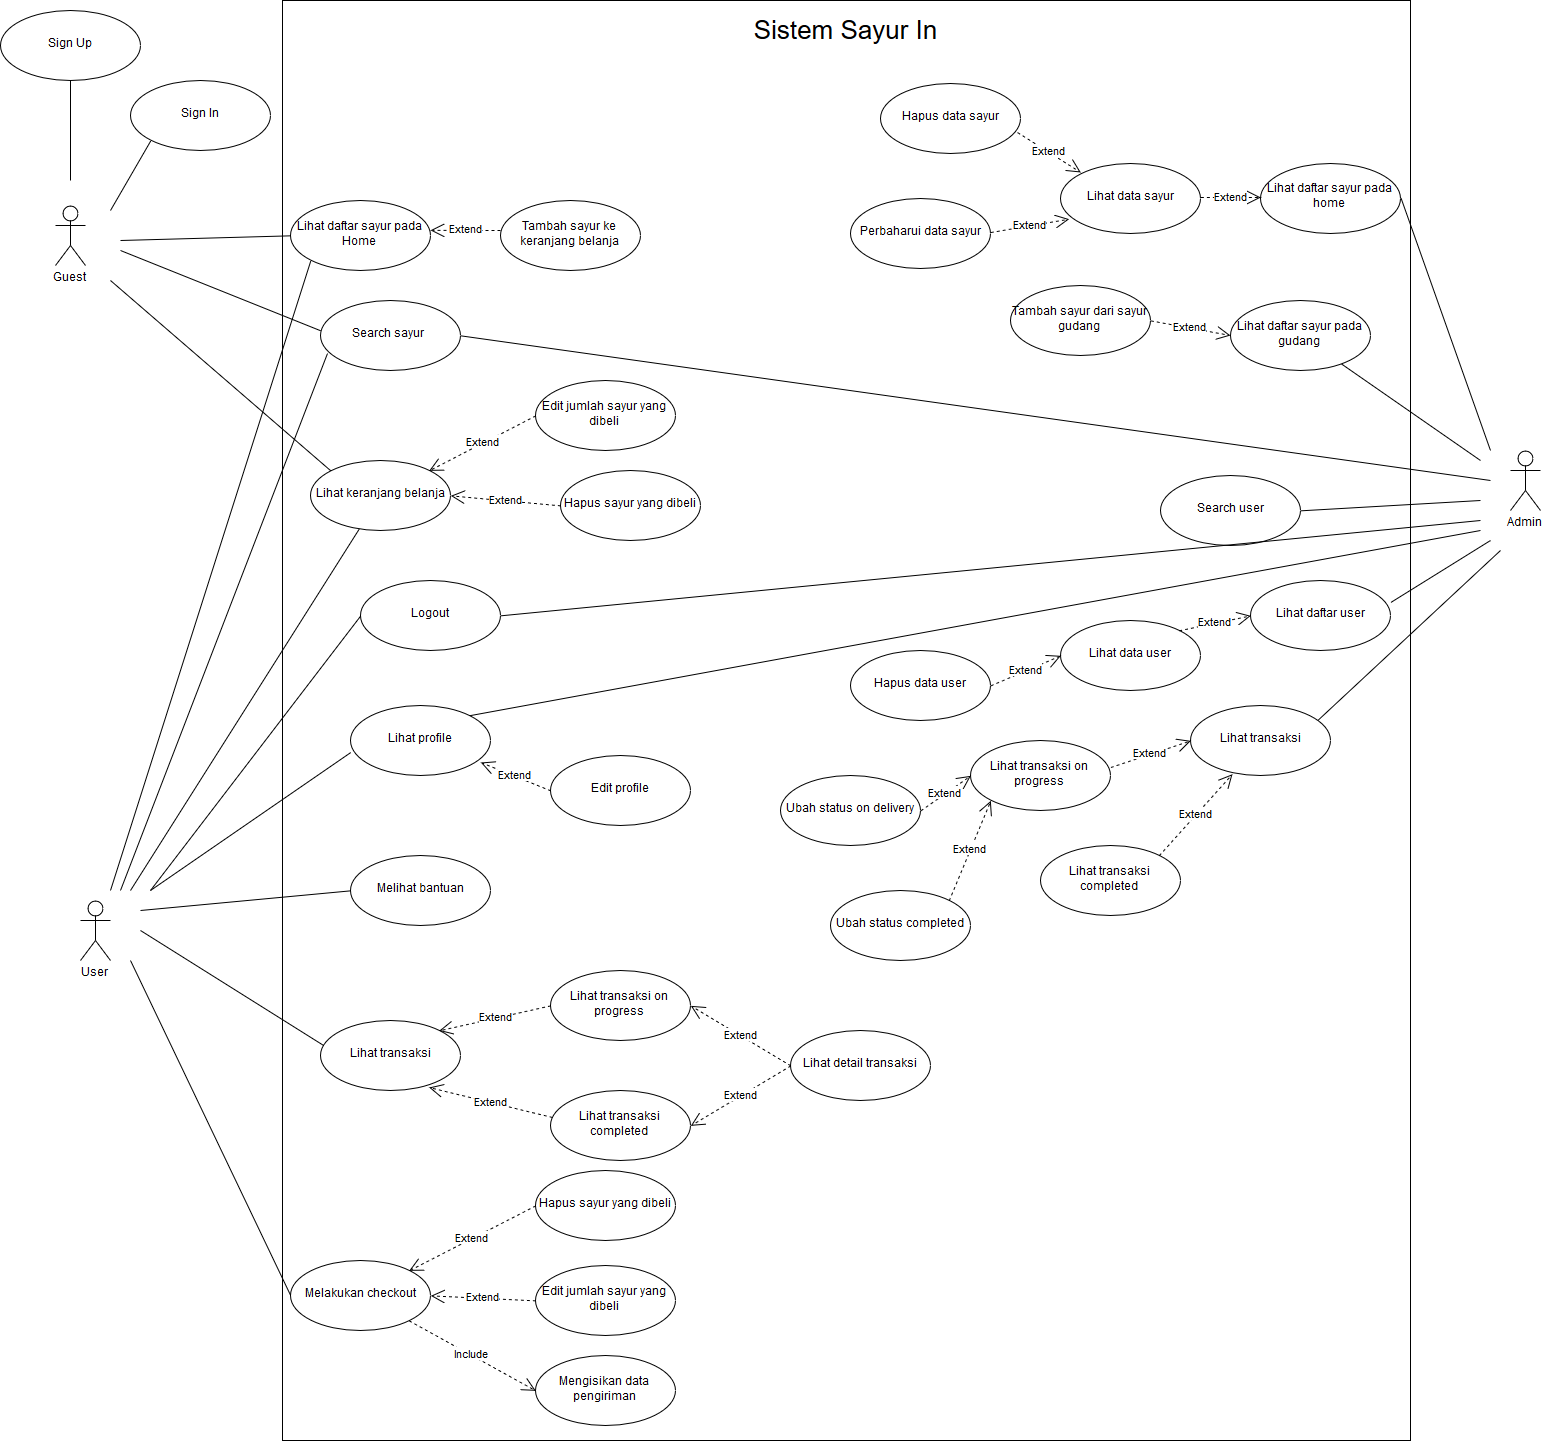 Sistem Sayur In
Sign Up
Sign In
Guest
Hapus data sayur
Extend
Lihat data sayur
Extend
Lihat daftar sayur pada
home
Perbaharui data sayur
Extend
Lihat daftar sayur pada
Home
Extend
Tambah sayur ke
keranjang belanja
Search sayur
Tambah sayur dari sayur
gudang
Extend
Lihat daftar sayur pada
gudang
Edit jumlah sayur yang
dibeli
Extend
Lihat keranjang belanja
Extend
Hapus sayur yang dibeli
Search user
Admin
Logout
Lihat daftar user
Extend
Lihat data user
Extend
Hapus data user
Lihat profile
Extend
Edit profile
Lihat transaksi
Extend
Lihat transaksi on
progress
Extend
Ubah status on delivery
Extend
Extend
Lihat transaksi
completed
Ubah status completed
Melihat bantuan
User
Lihat transaksi on
progress
Extend
Extend
Lihat transaksi
Lihat detail transaksi
Extend
Extend
Lihat transaksi
completed
Hapus sayur yang dibeli
Extend
Melakukan checkout
Extend
Edit jumlah sayur yang
dibeli
Include
Mengisikan data
pengiriman